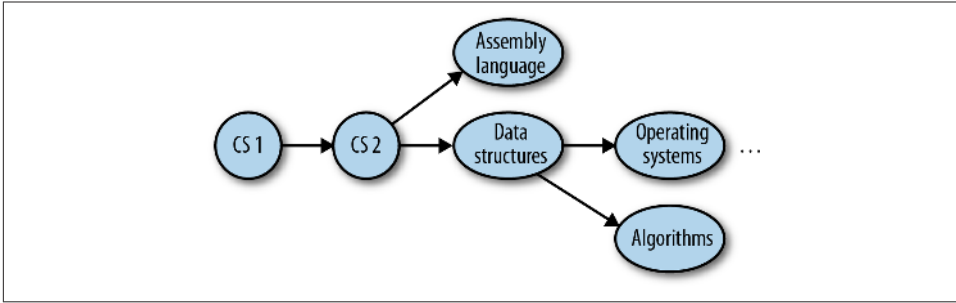 Assembly
language
CS 1
CS 2
Data
structures
Operating
systems
...
Algorithms